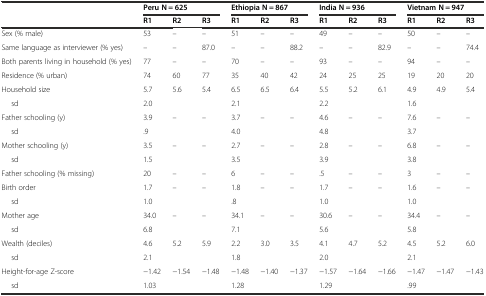 Peru N = 625 Ethiopia N = 867 India N = 936 Vietnam N = 947
R1 R2 R3 R1 R2 R3 R1 R2 R3 R1 R2 R3
Sex (% male) 53 – – 51 – – 49 – – 50 – –
Same language as interviewer (% yes) – – 87.0 – – 88.2 – – 82.9 – – 74.4
Both parents living in household (% yes) 77 – – 70 – – 93 – – 94 – –
Residence (% urban) 74 60 77 35 40 42 24 25 25 19 20 20
Household size 5.7 5.6 5.4 6.5 6.5 6.4 5.5 5.2 6.1 4.9 4.9 5.4
sd 2.0 2.1 2.2 1.6
Father schooling (y) 3.9 – – 3.7 – – 4.6 – – 7.6 – –
sd .9 4.0 4.8 3.7
Mother schooling (y) 3.5 – – 2.7 – – 2.8 – – 6.8 – –
sd 1.5 3.5 3.9 3.8
Father schooling (% missing) 20 – – 6 – – .5 – – 3 – –
Birth order 1.7 – – 1.8 – – 1.7 – – 1.6 – –
sd 1.0 .8 1.0 1.0
Mother age 34.0 – – 34.1 – – 30.6 – – 34.4 – –
sd 6.8 7.1 5.6 5.8
Wealth (deciles) 4.6 5.2 5.9 2.2 3.0 3.5 4.1 4.7 5.2 4.5 5.2 6.0
sd 2.1 1.8 2.0 2.1
Height-for-age Z-score −1.42 −1.54 −1.48 −1.48 −1.40 −1.37 −1.57 −1.64 −1.66 −1.47 −1.47 −1.43
sd 1.03 1.28 1.29 .99